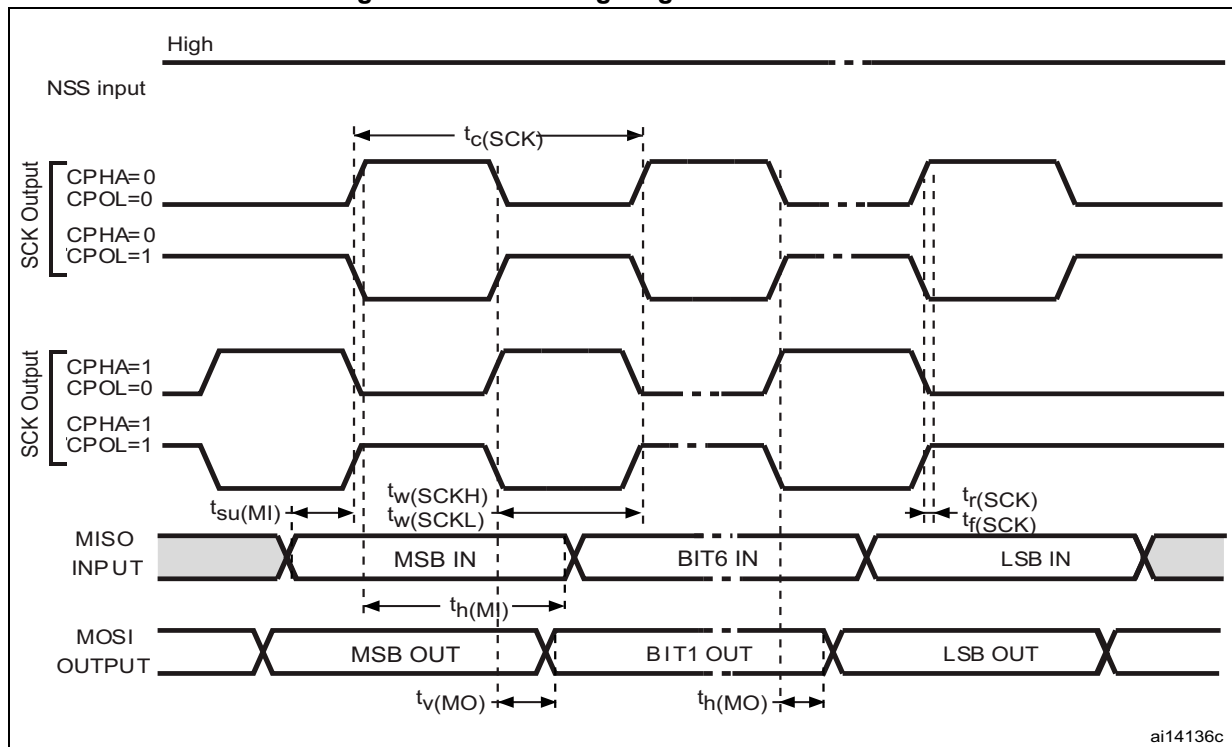 High
NSS input
tc(SCK)
SCK Output
CPHA=0
CPOL=0
CPHA=0
CPOL=1
SCK Output
CPHA=1
CPOL=0
CPHA=1
CPOL=1
tsu(MI)
tw(SCKH)
tw(SCKL)
tr(SCK)
tf(SCK)
MISO
INPUT
MSB IN
BIT6 IN
LSB IN
th(MI)
MOSI
OUTPUT
MSB OUT
BIT1 OUT
LSB OUT
tv(MO)
th(MO)
ai14136c